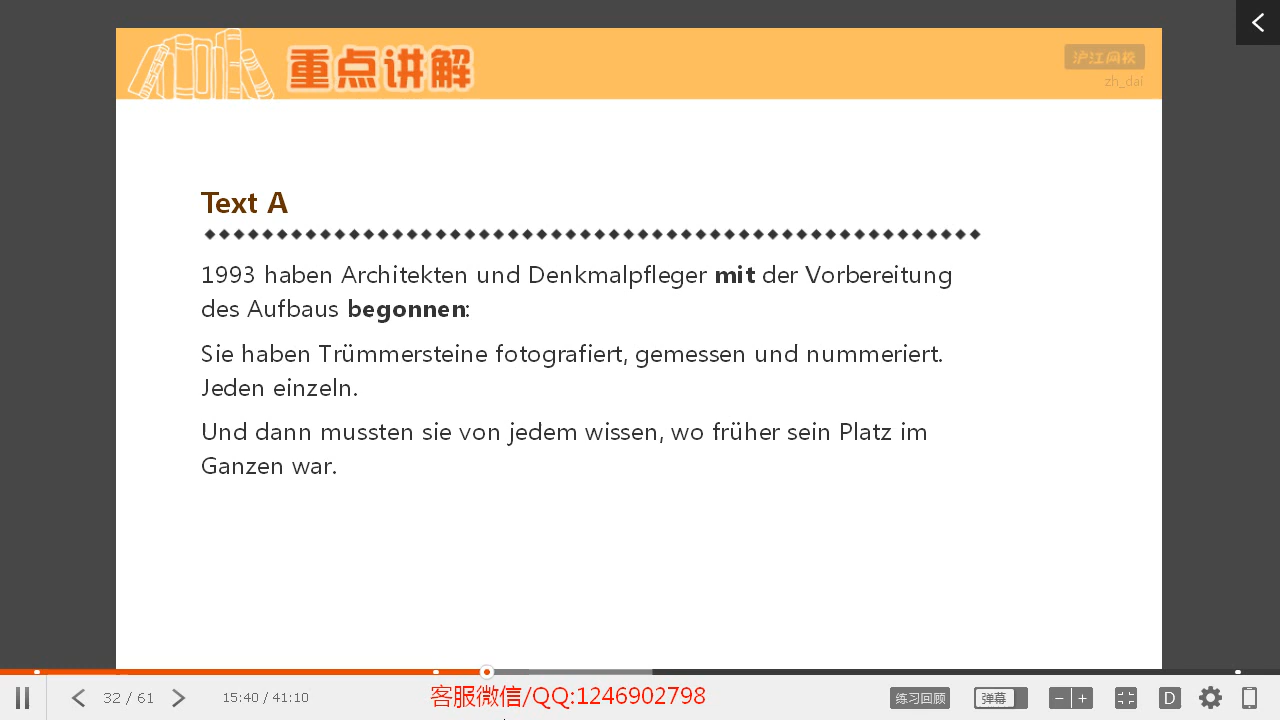 重点讲解
沪江网校
zh_dai
Text A
1993 haben Architekten und Denkmalpfleger mit der Vorbereitung
des Aufbaus begonnen:
Sie haben Trümmersteine fotografiert, gemessen und nummeriert.
Jeden einzeln.
Und dann mussten sie von jedem wissen, wo früher sein Platz im
Ganzen war.
32 / 61
15:40 / 41:10
客服微信/QQ:1246902798
练习回顾
弹幕
D